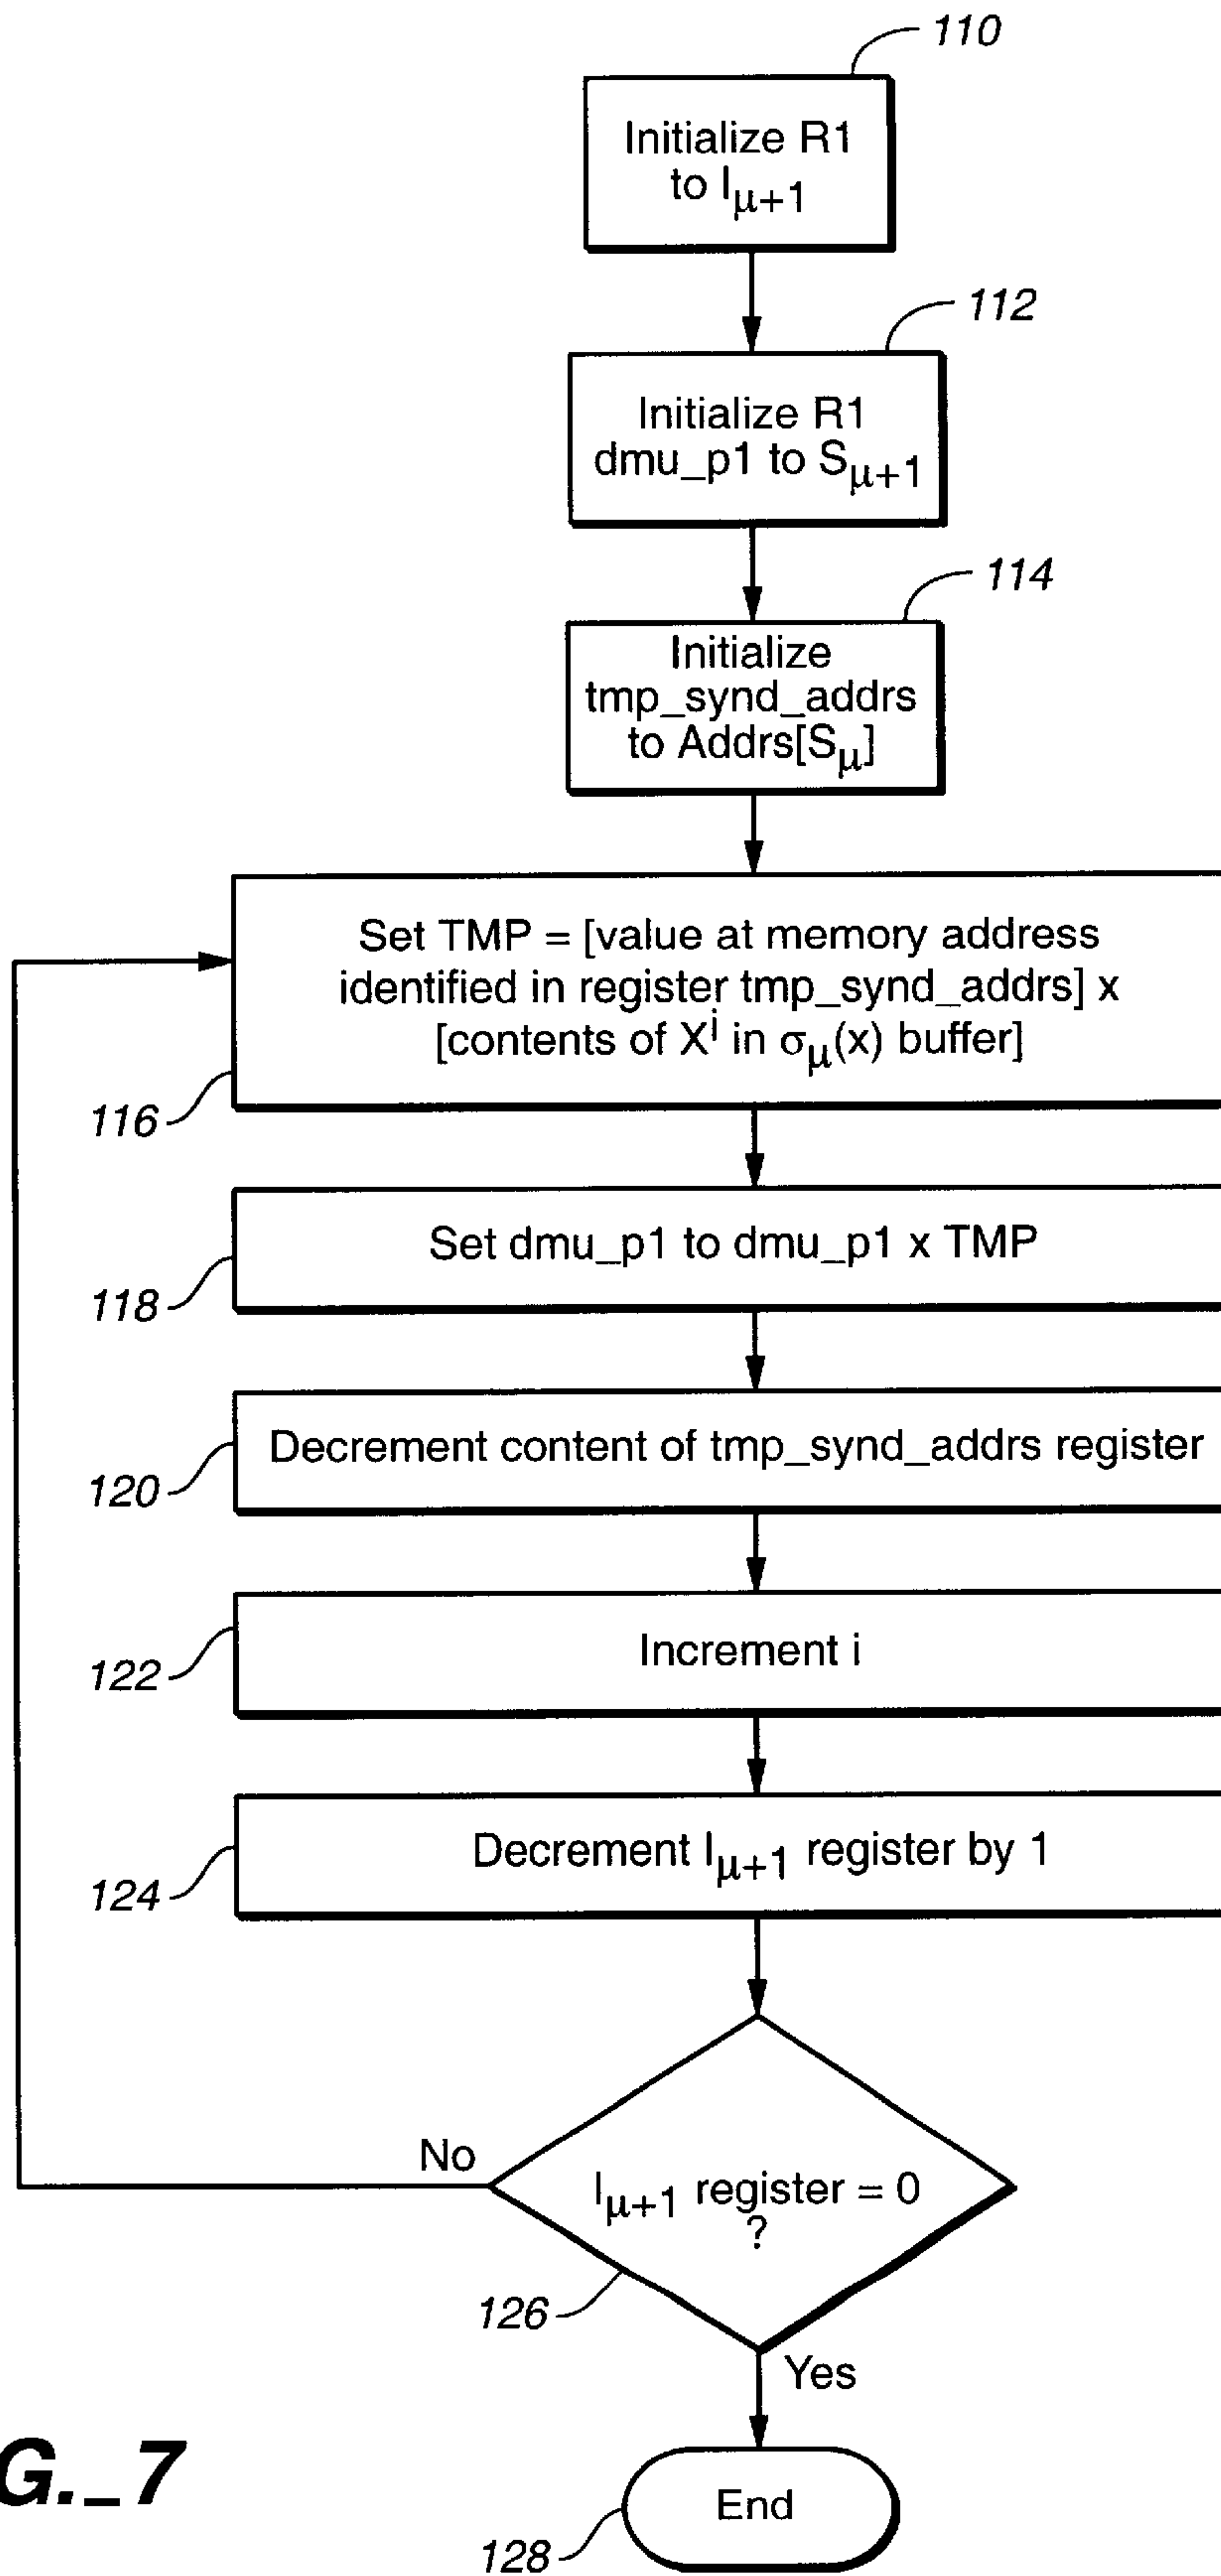 110
Initialize R1
to lμ+1
112
Initialize R1
dmu_p1 to Sμ+1
114
Initialize
tmp_synd_addrs
to Addrs[Sμ]
Set TMP = [value at memory address
identified in register tmp_synd_addrs] x
[contents of Xⁱ in σμ(x) buffer]
116
Set dmu_p1 to dmu_p1 x TMP
118
Decrement content of tmp_synd_addrs register
120
Increment i
122
Decrement lμ+1 register by 1
124
No
lμ+1 register = 0
?
126
Yes
End
128
G._7